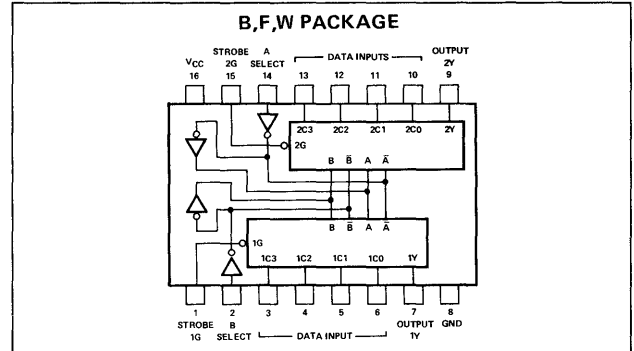 B,F,W PACKAGE
STROBE A OUTPUT
VCC 2G SELECT DATA INPUTS 2Y
16 15 14 13 12 11 10 9
2C3 2C2 2C1 2C0 2Y
2G
B B̅ A A̅
B B̅ A A̅
1G
1C3 1C2 1C1 1C0 1Y
1 2 3 4 5 6 7 8
STROBE B DATA INPUT OUTPUT GND
1G SELECT 1Y